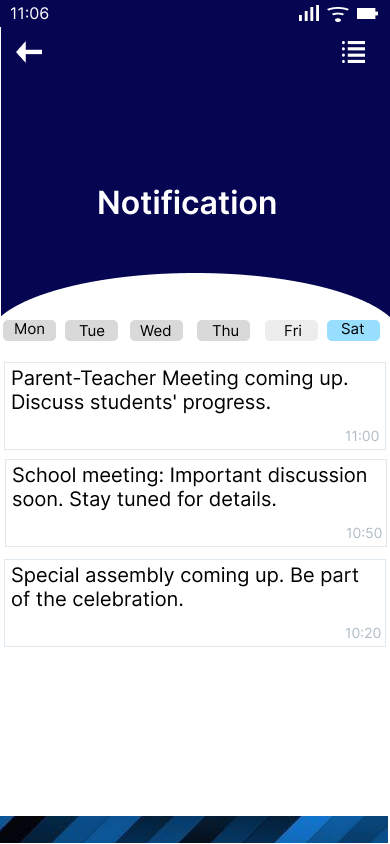 11:06
Notification
Mon Tue Wed Thu Fri Sat
Parent-Teacher Meeting coming up.
Discuss students' progress.
11:00
School meeting: Important discussion
soon. Stay tuned for details.
10:50
Special assembly coming up. Be part
of the celebration.
10:20